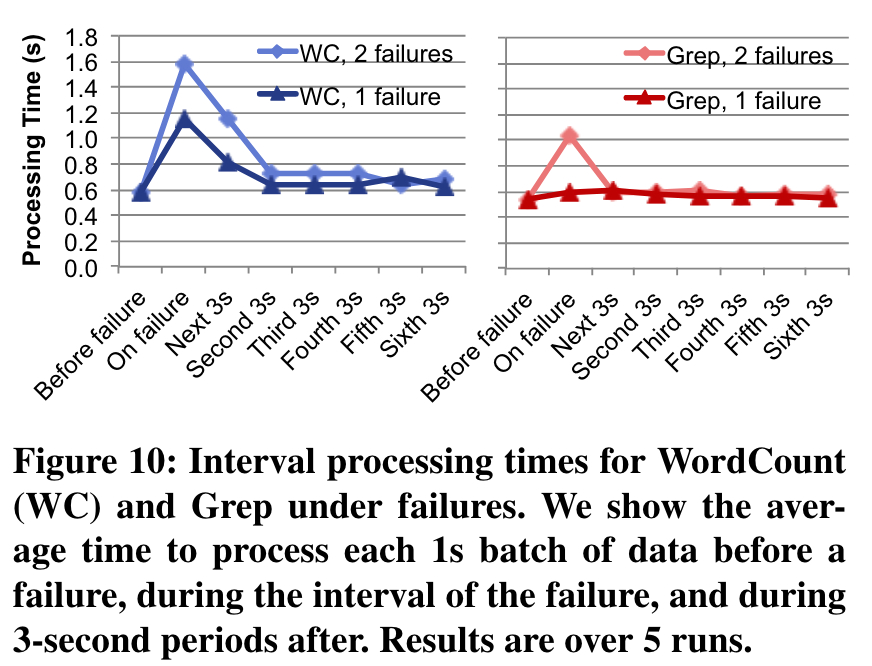 Processing Time (s)
1.8
1.6
1.4
1.2
1.0
0.8
0.6
0.4
0.2
0.0
WC, 2 failures
WC, 1 failure
Before failure
On failure
Next 3s
Second 3s
Third 3s
Fourth 3s
Fifth 3s
Sixth 3s
Grep, 2 failures
Grep, 1 failure
Before failure
On failure
Next 3s
Second 3s
Third 3s
Fourth 3s
Fifth 3s
Sixth 3s
Figure 10: Interval processing times for WordCount
(WC) and Grep under failures. We show the aver-
age time to process each 1s batch of data before a
failure, during the interval of the failure, and during
3-second periods after. Results are over 5 runs.